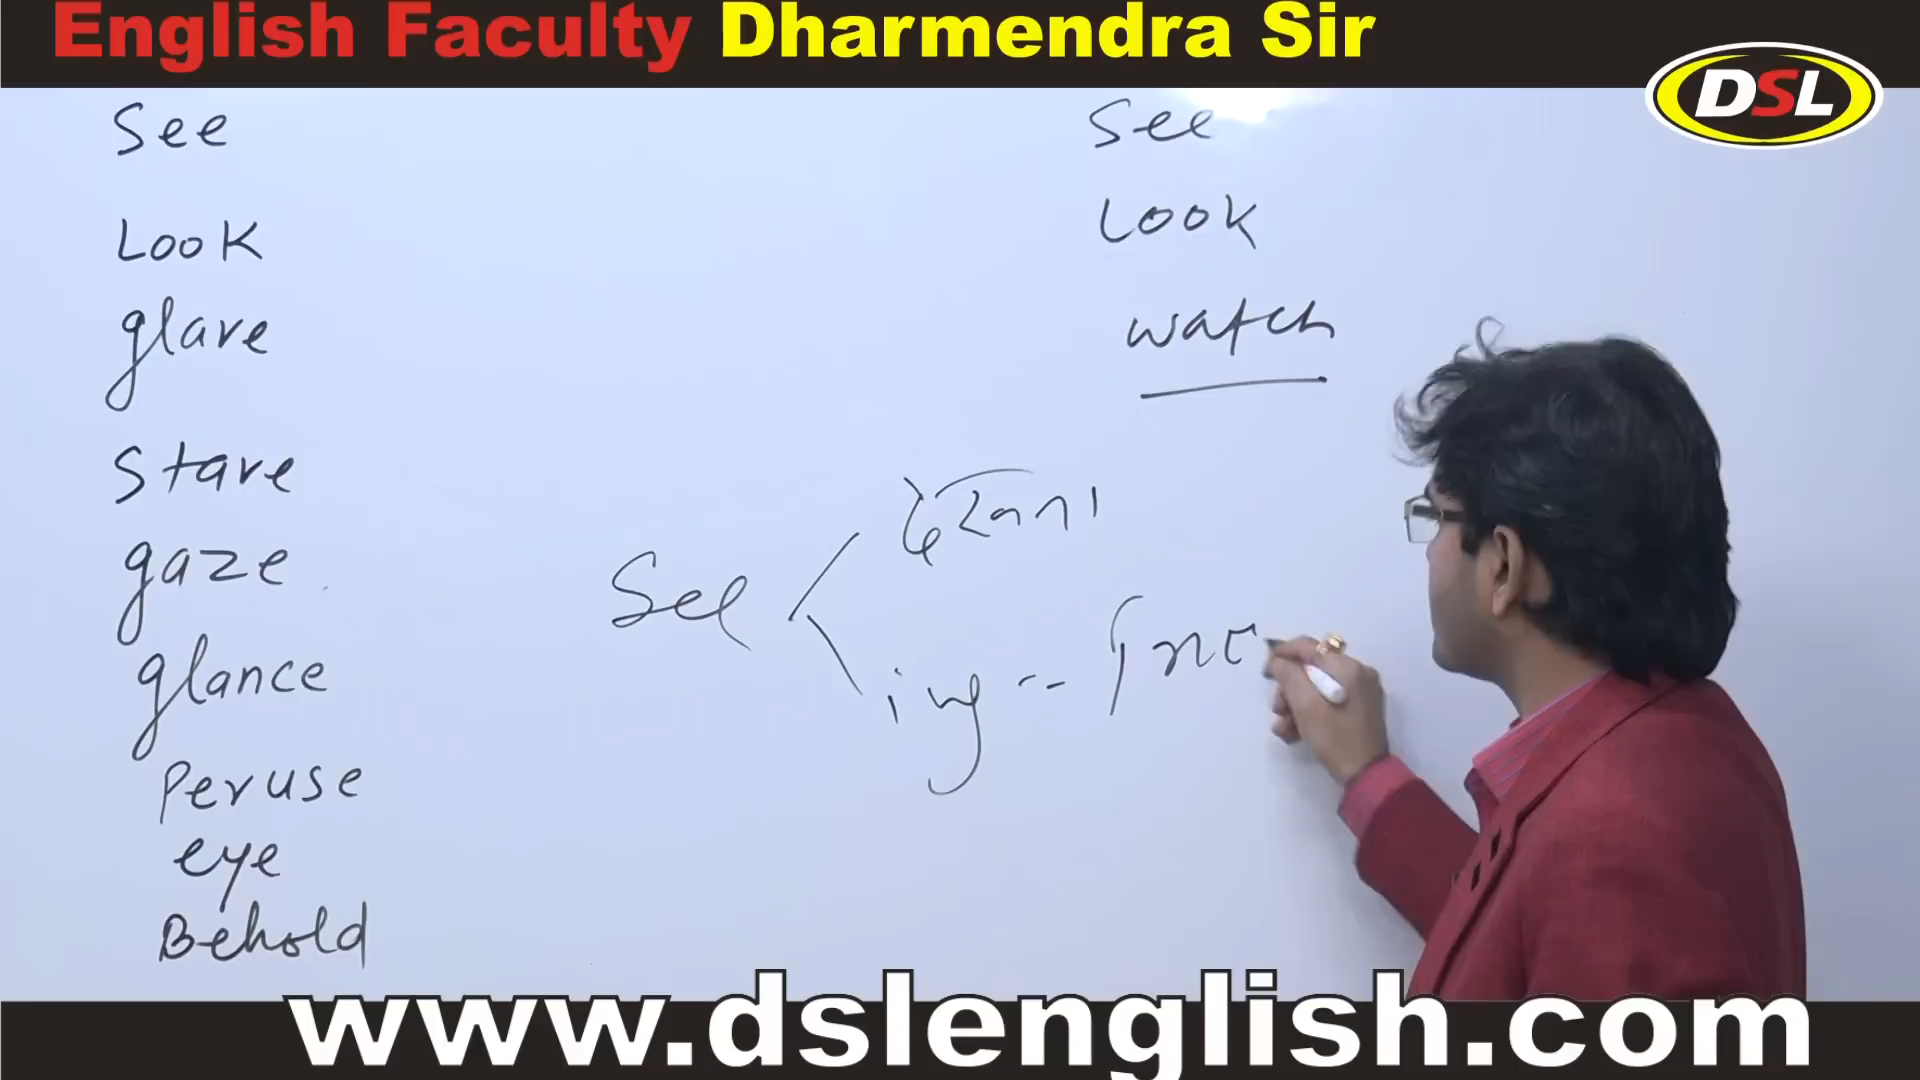 English Faculty Dharmendra Sir
DSL
See
Look
glare
Stare
gaze
glance
Peruse
eye
Behold
See
Look
watch
See
देखना
ing --
www.dslenglish.com